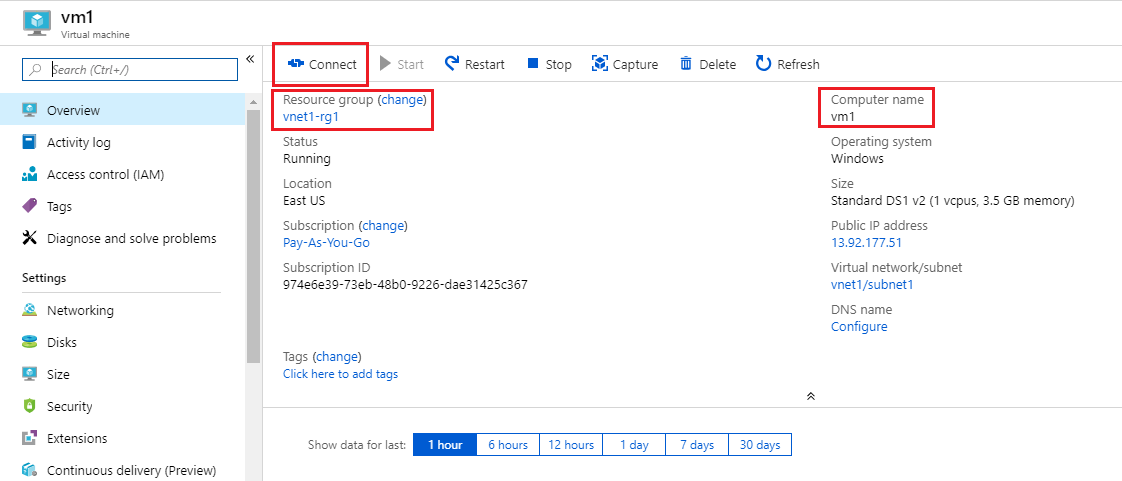 vm1
Virtual machine
Search (Ctrl+/)
«
Overview
Activity log
Access control (IAM)
Tags
Diagnose and solve problems
Settings
Networking
Disks
Size
Security
Extensions
Continuous delivery (Preview)
Connect Start Restart Stop Capture Delete Refresh
Resource group (change)
vnet1-rg1
Status
Running
Location
East US
Subscription (change)
Pay-As-You-Go
Subscription ID
974e6e39-73eb-48b0-9226-dae31425c367
Computer name
vm1
Operating system
Windows
Size
Standard DS1 v2 (1 vcpus, 3.5 GB memory)
Public IP address
13.92.177.51
Virtual network/subnet
vnet1/subnet1
DNS name
Configure
Tags (change)
Click here to add tags
Show data for last: 1 hour 6 hours 12 hours 1 day 7 days 30 days